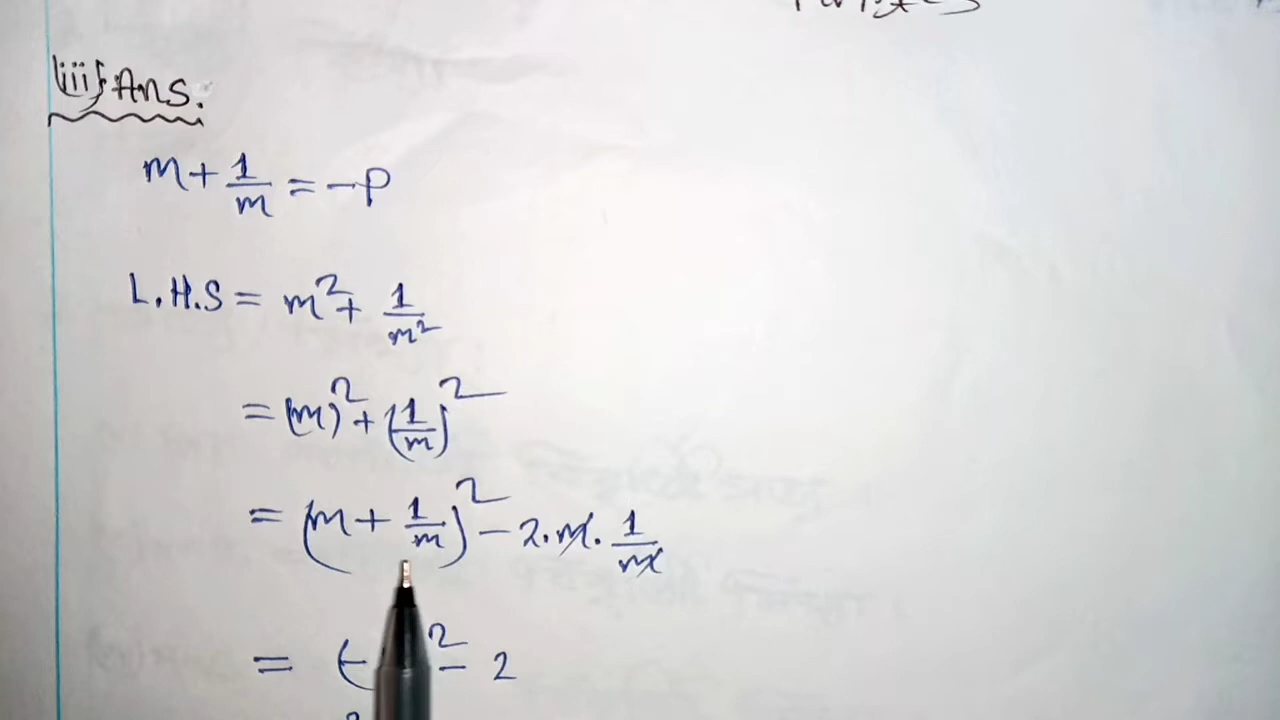 (iii) Ans.
m + 1/m = -P
L.H.S = m² + 1/m²
= (m)² + (1/m)²
= (m + 1/m)² - 2.m.1/m
= (- ² - 2